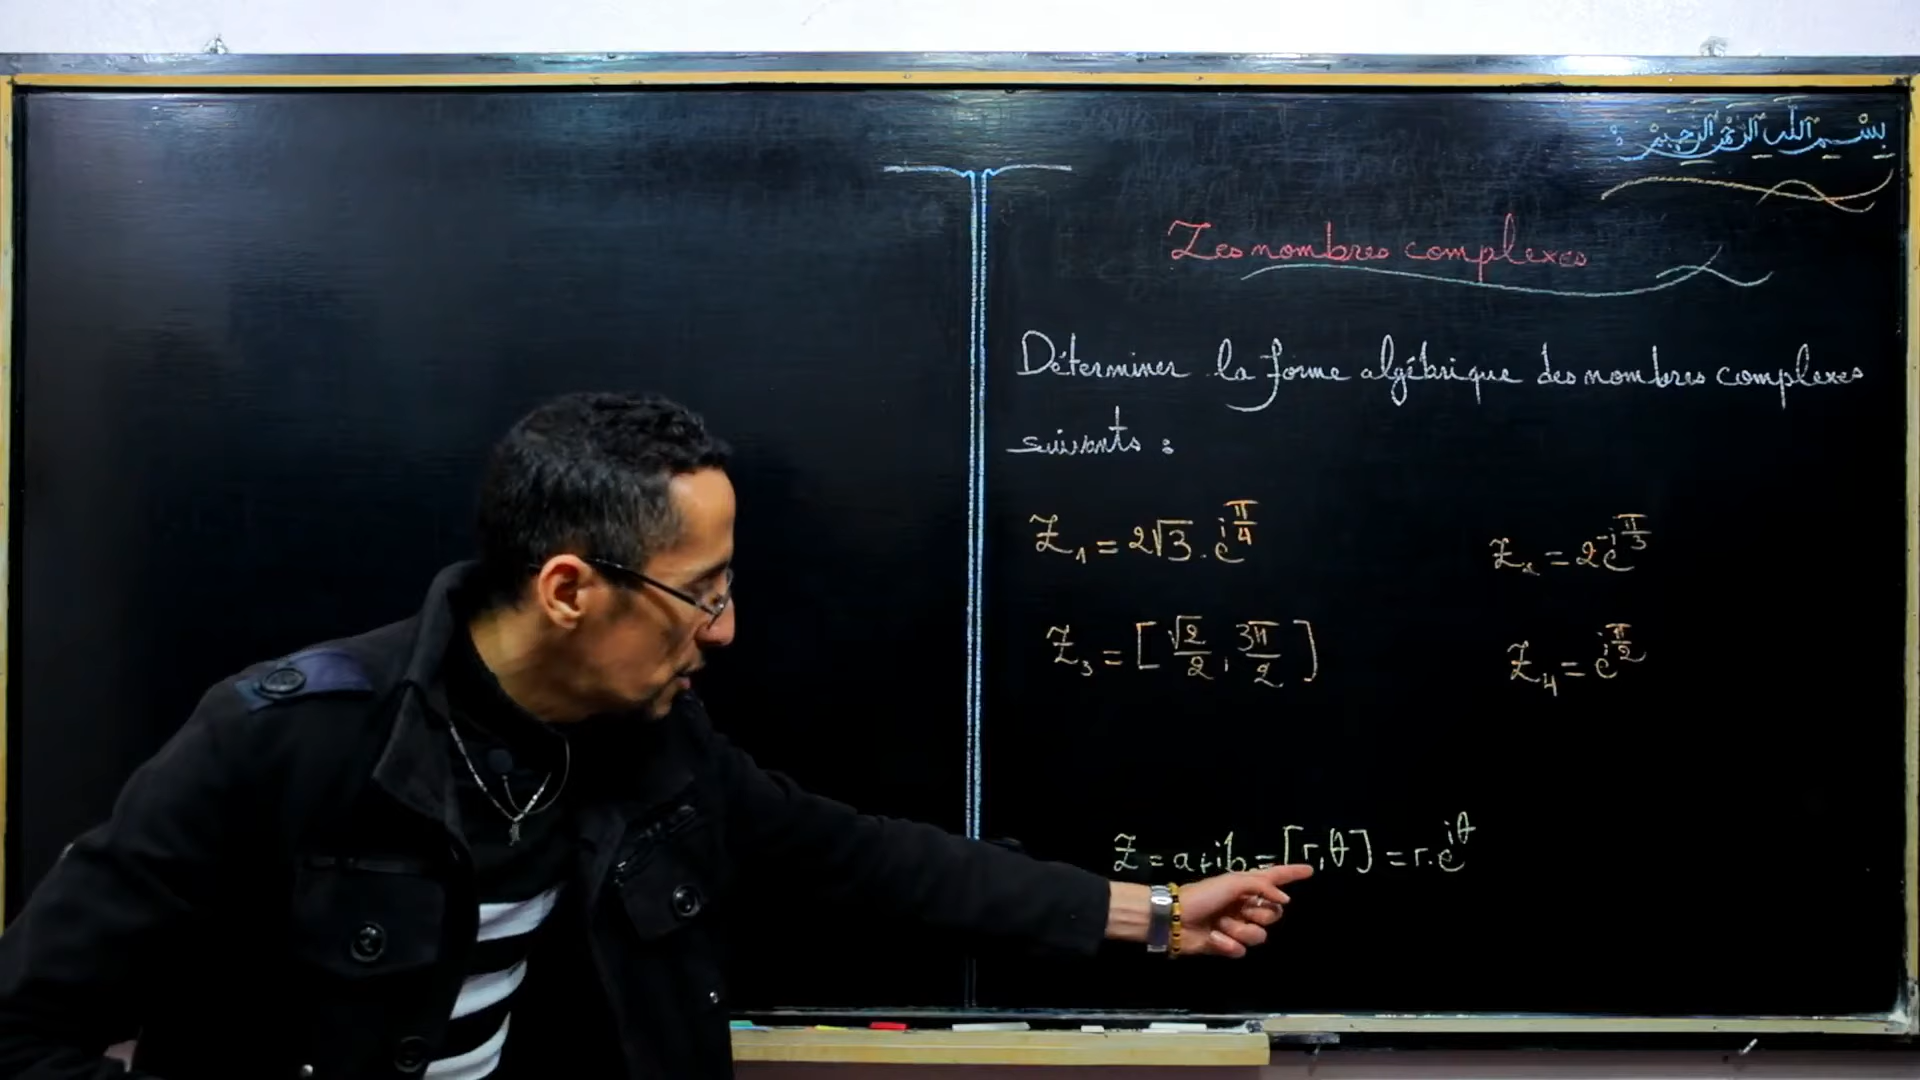 بسم الله الرحمن الرحيم :
Les nombres complexes
Déterminer la forme algébrique des nombres complexes
suivants :
Z₁ = 2√3 . e^{iπ/4}
Z₂ = 2e^{-iπ/3}
Z₃ = [√2/2 , 3π/2]
Z₄ = e^{iπ/2}
Z = a+ib = [r,θ] = r.e^{iθ}